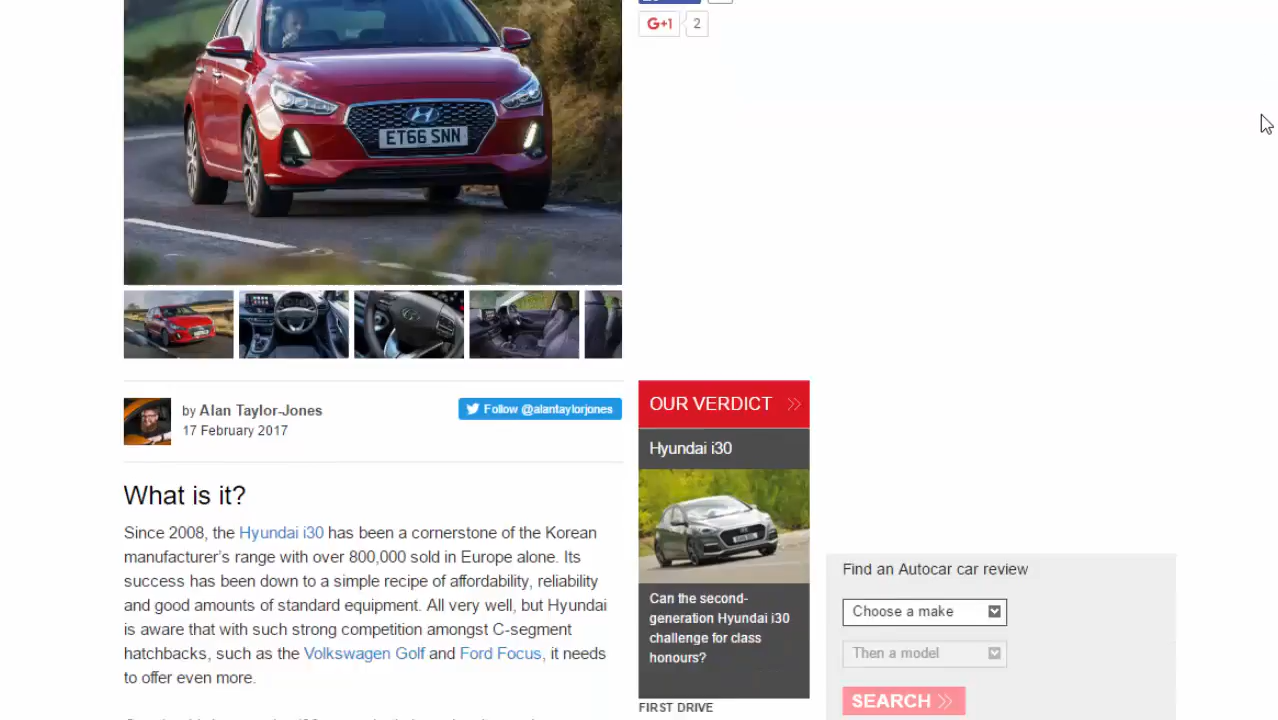 G+1
2
ET66 SNN
by Alan Taylor-Jones
17 February 2017
Follow @alantaylorjones
What is it?
Since 2008, the Hyundai i30 has been a cornerstone of the Korean
manufacturer's range with over 800,000 sold in Europe alone. Its
success has been down to a simple recipe of affordability, reliability
and good amounts of standard equipment. All very well, but Hyundai
is aware that with such strong competition amongst C-segment
hatchbacks, such as the Volkswagen Golf and Ford Focus, it needs
to offer even more.
OUR VERDICT
Hyundai i30
Can the second-
generation Hyundai i30
challenge for class
honours?
FIRST DRIVE
Find an Autocar car review
Choose a make
Then a model
SEARCH